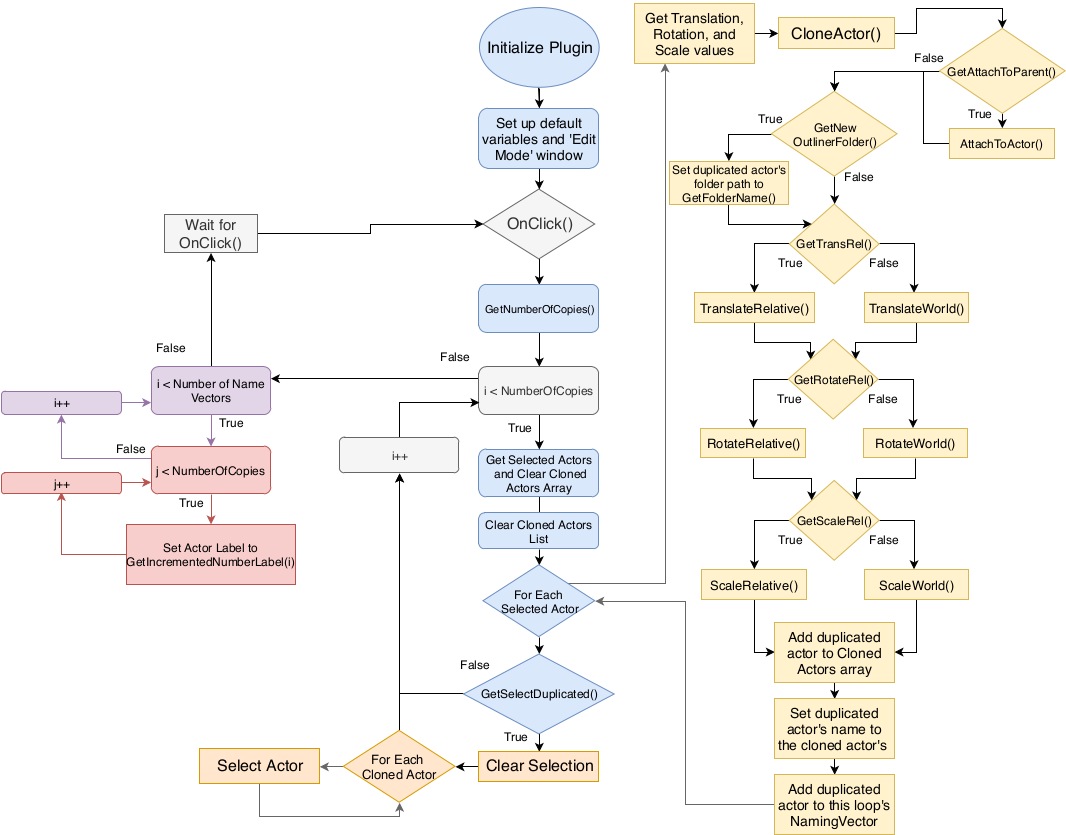 Initialize Plugin
Set up default
variables and 'Edit
Mode' window
OnClick()
Wait for
OnClick()
GetNumberOfCopies()
i < NumberOfCopies
False
True
i++
False
i < Number of Name
Vectors
i++
True
False
j < NumberOfCopies
j++
True
Set Actor Label to
GetIncrementedNumberLabel(i)
Get Selected Actors
and Clear Cloned
Actors Array
Clear Cloned Actors
List
For Each
Selected Actor
False
GetSelectDuplicated()
True
Clear Selection
For Each
Cloned Actor
Select Actor
Get Translation,
Rotation, and
Scale values
CloneActor()
GetAttachToParent()
False
True
AttachToActor()
GetNew
OutlinerFolder()
True
False
Set duplicated actor's
folder path to
GetFolderName()
GetTransRel()
True
False
TranslateRelative()
TranslateWorld()
GetRotateRel()
True
False
RotateRelative()
RotateWorld()
GetScaleRel()
True
False
ScaleRelative()
ScaleWorld()
Add duplicated
actor to Cloned
Actors array
Set duplicated
actor's name to
the cloned actor's
Add duplicated
actor to this loop's
NamingVector